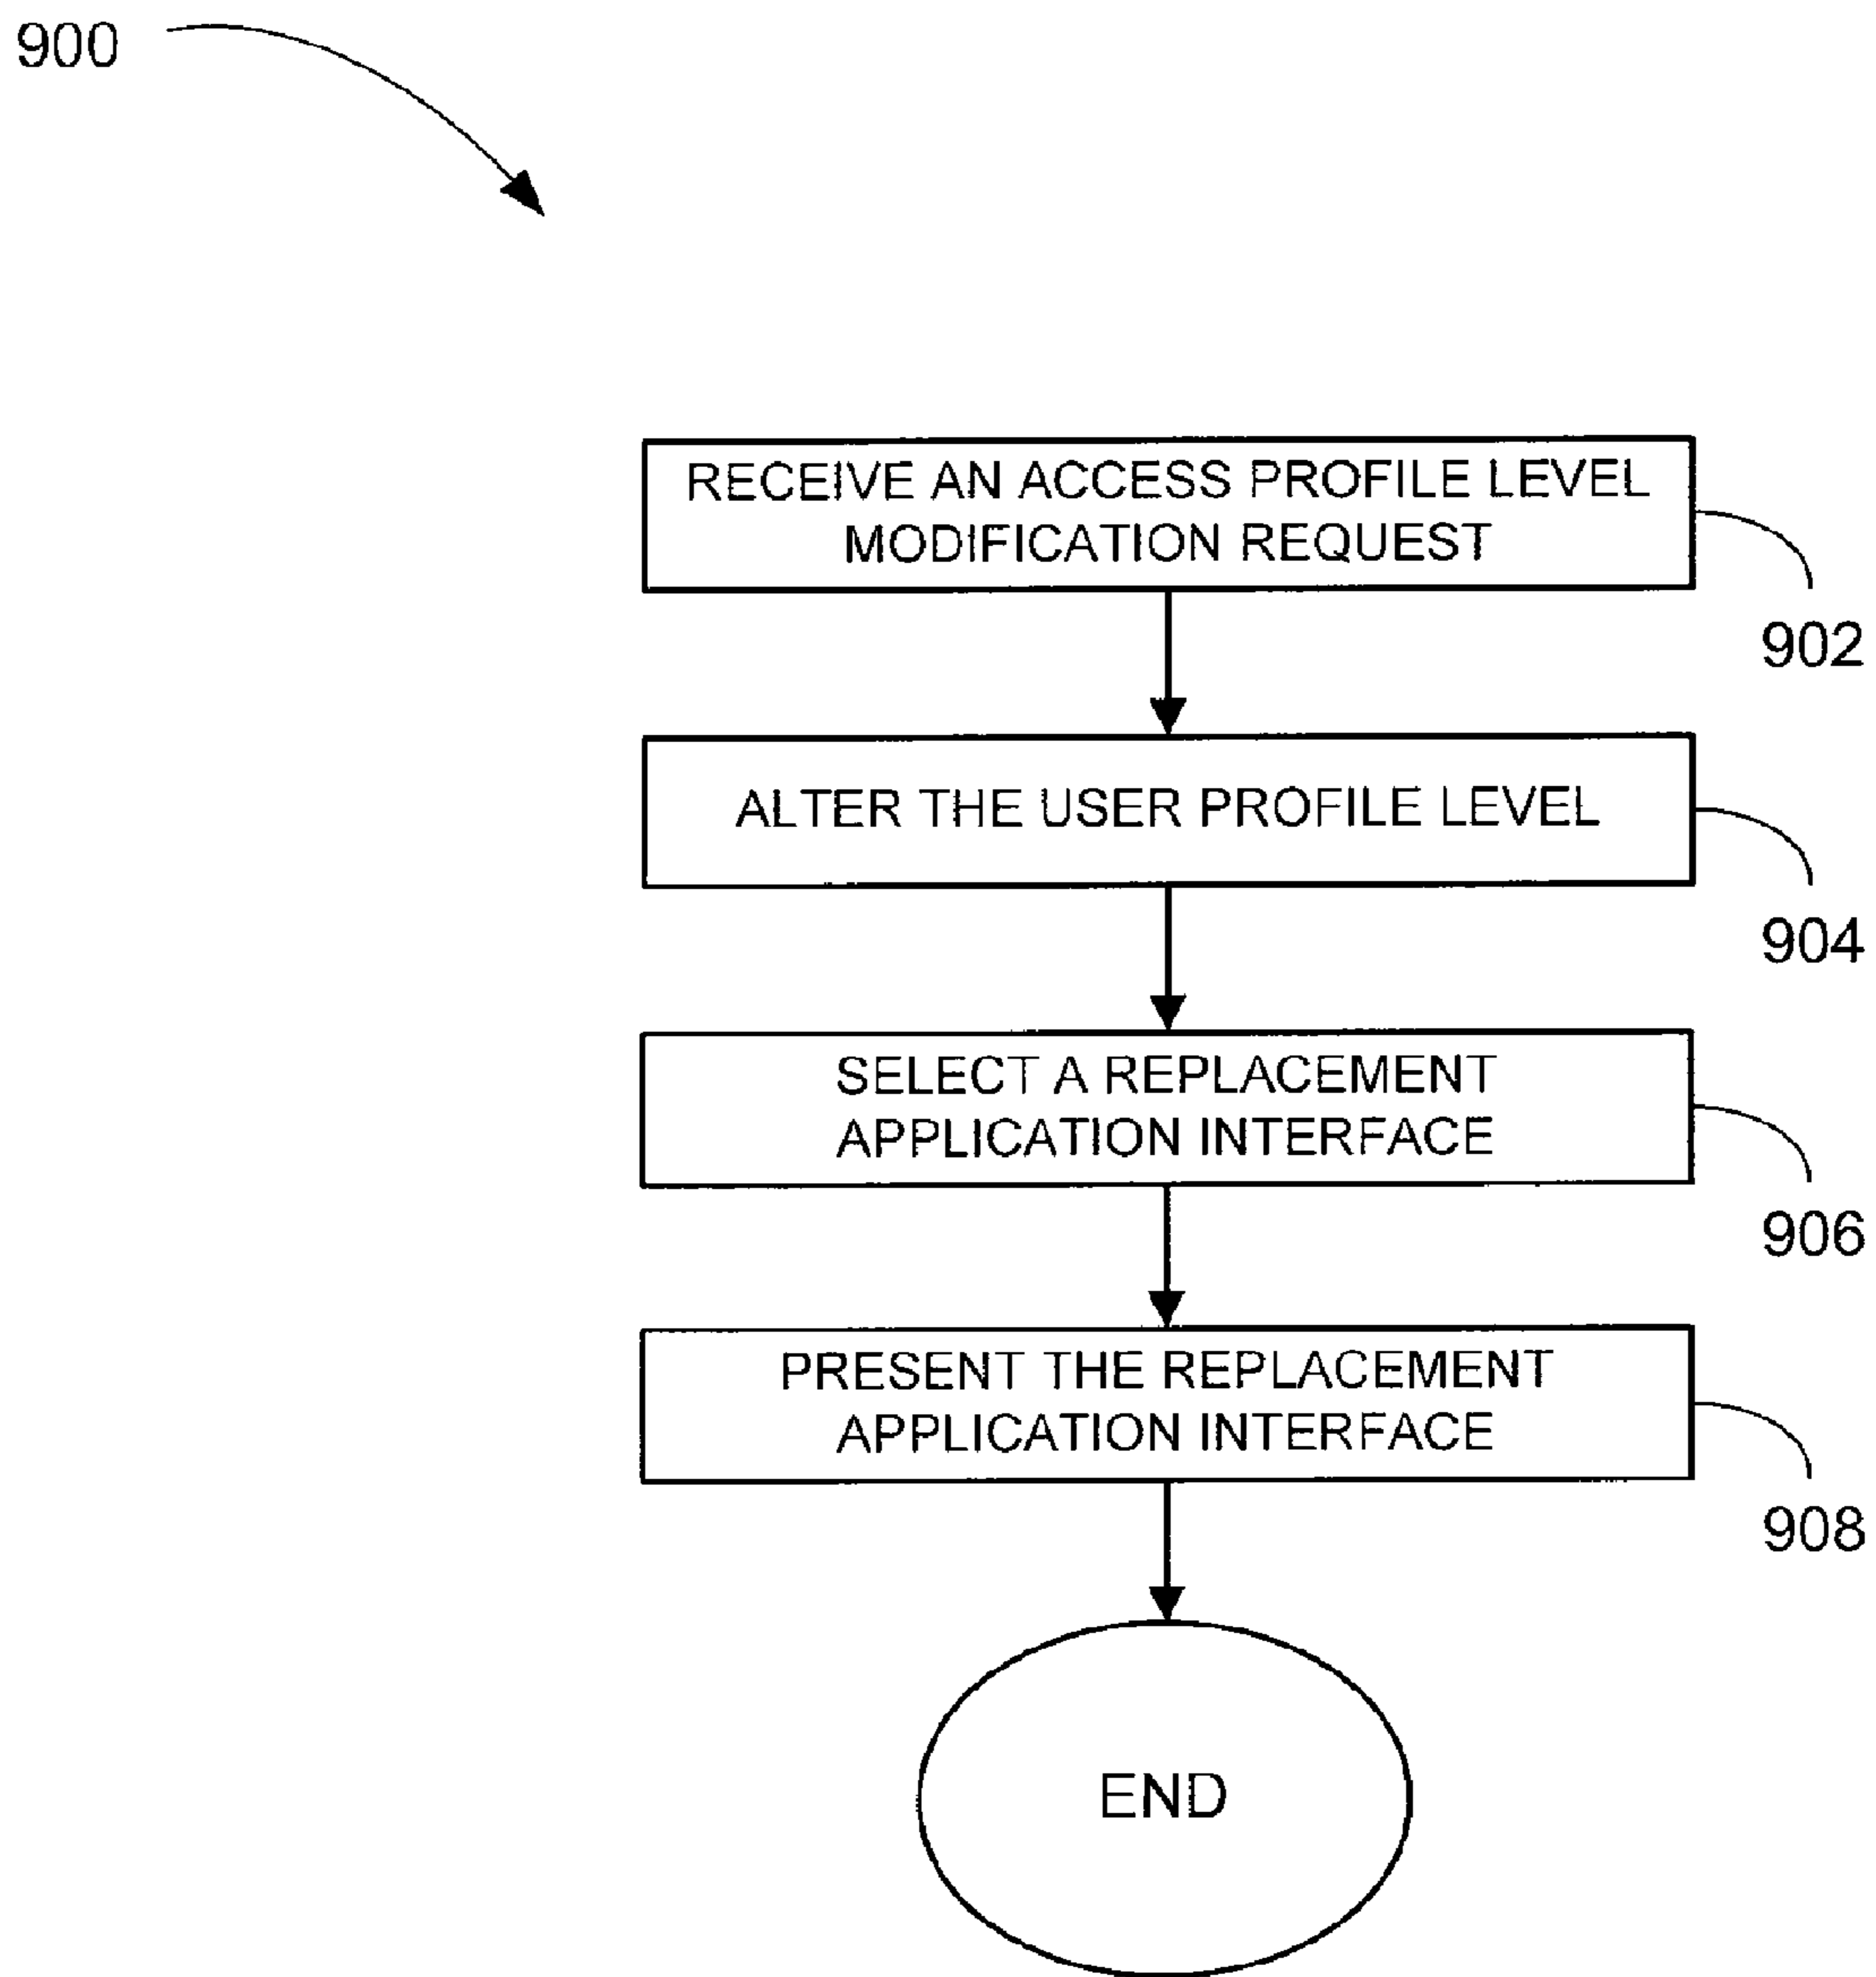 900
RECEIVE AN ACCESS PROFILE LEVEL
MODIFICATION REQUEST
902
ALTER THE USER PROFILE LEVEL
904
SELECT A REPLACEMENT
APPLICATION INTERFACE
906
PRESENT THE REPLACEMENT
APPLICATION INTERFACE
908
END